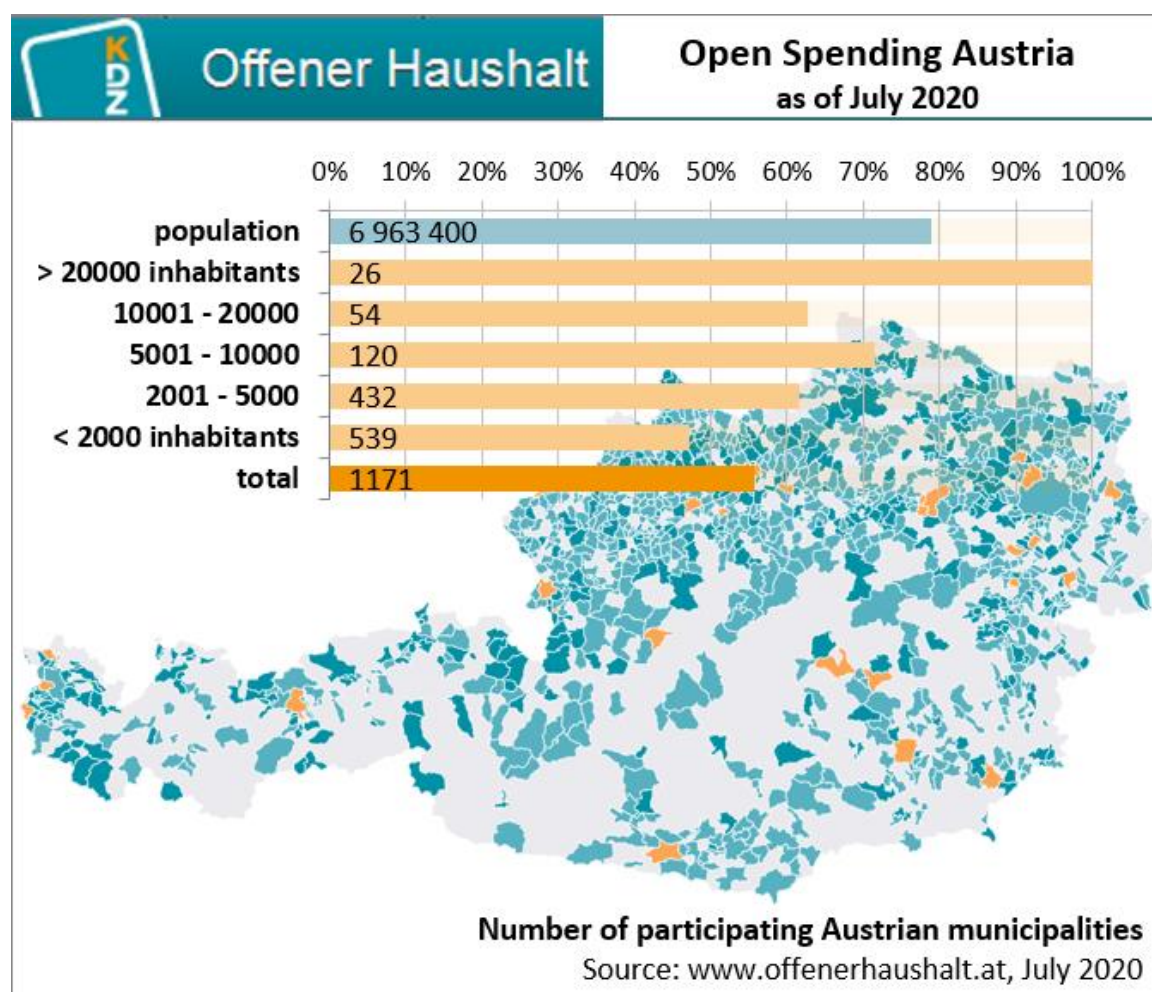 KDZ
Offener Haushalt
Open Spending Austria
as of July 2020
0% 10% 20% 30% 40% 50% 60% 70% 80% 90% 100%
population 6 963 400
> 20000 inhabitants 26
10001 - 20000 54
5001 - 10000 120
2001 - 5000 432
< 2000 inhabitants 539
total 1171
Number of participating Austrian municipalities
Source: www.offenerhaushalt.at, July 2020